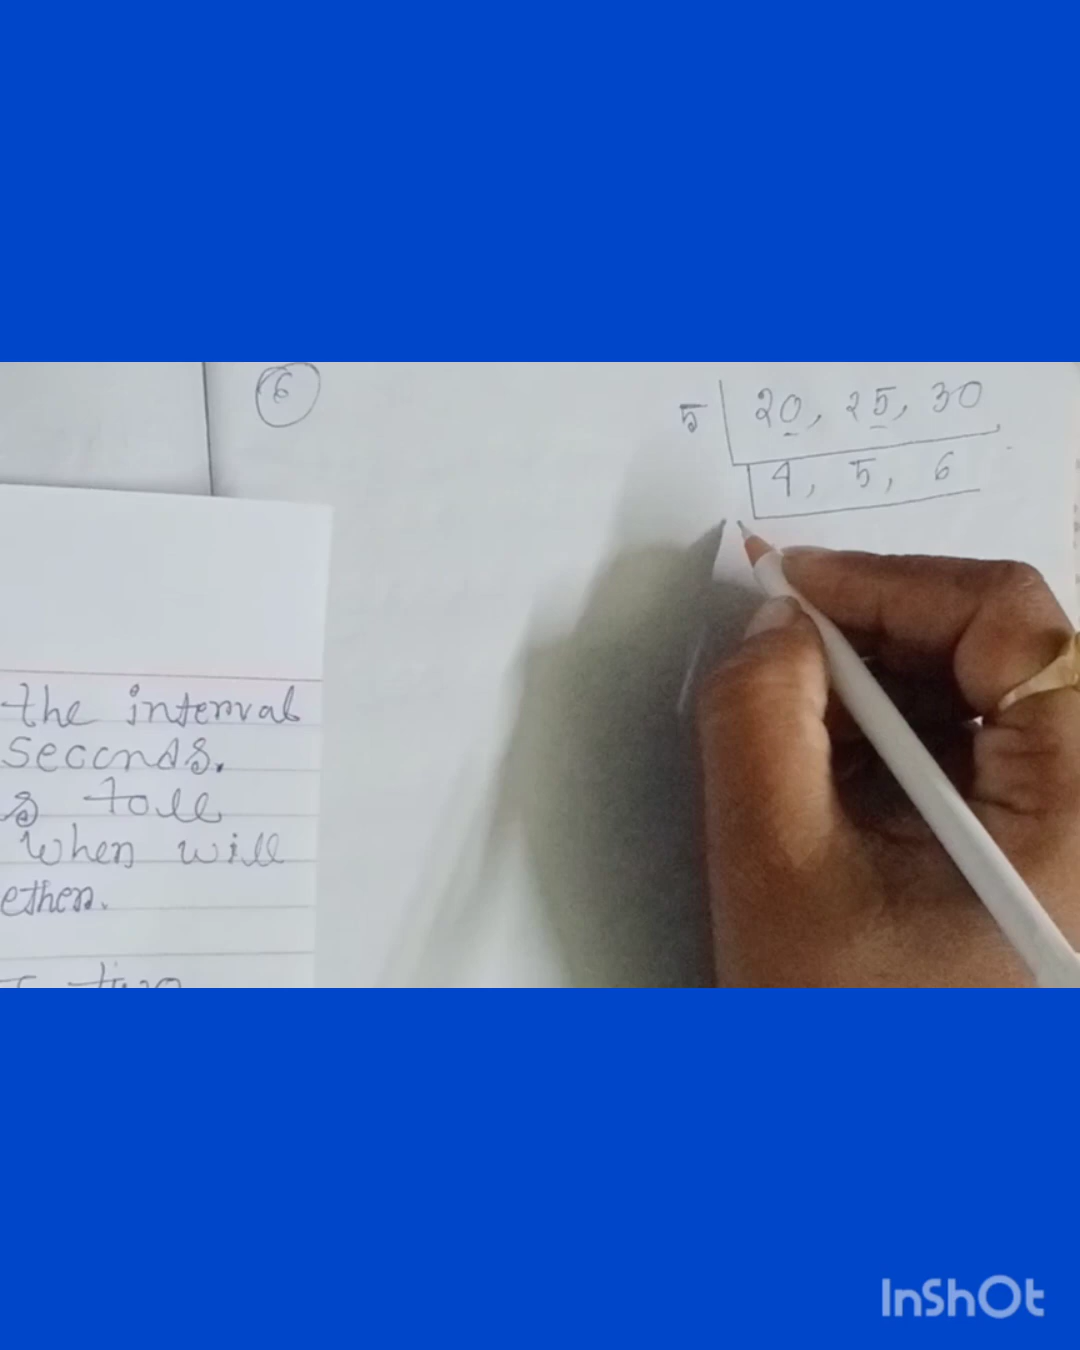 6
5 20, 25, 30
4, 5, 6
the interval
seconds.
s toll
when will
ether.
InShOt